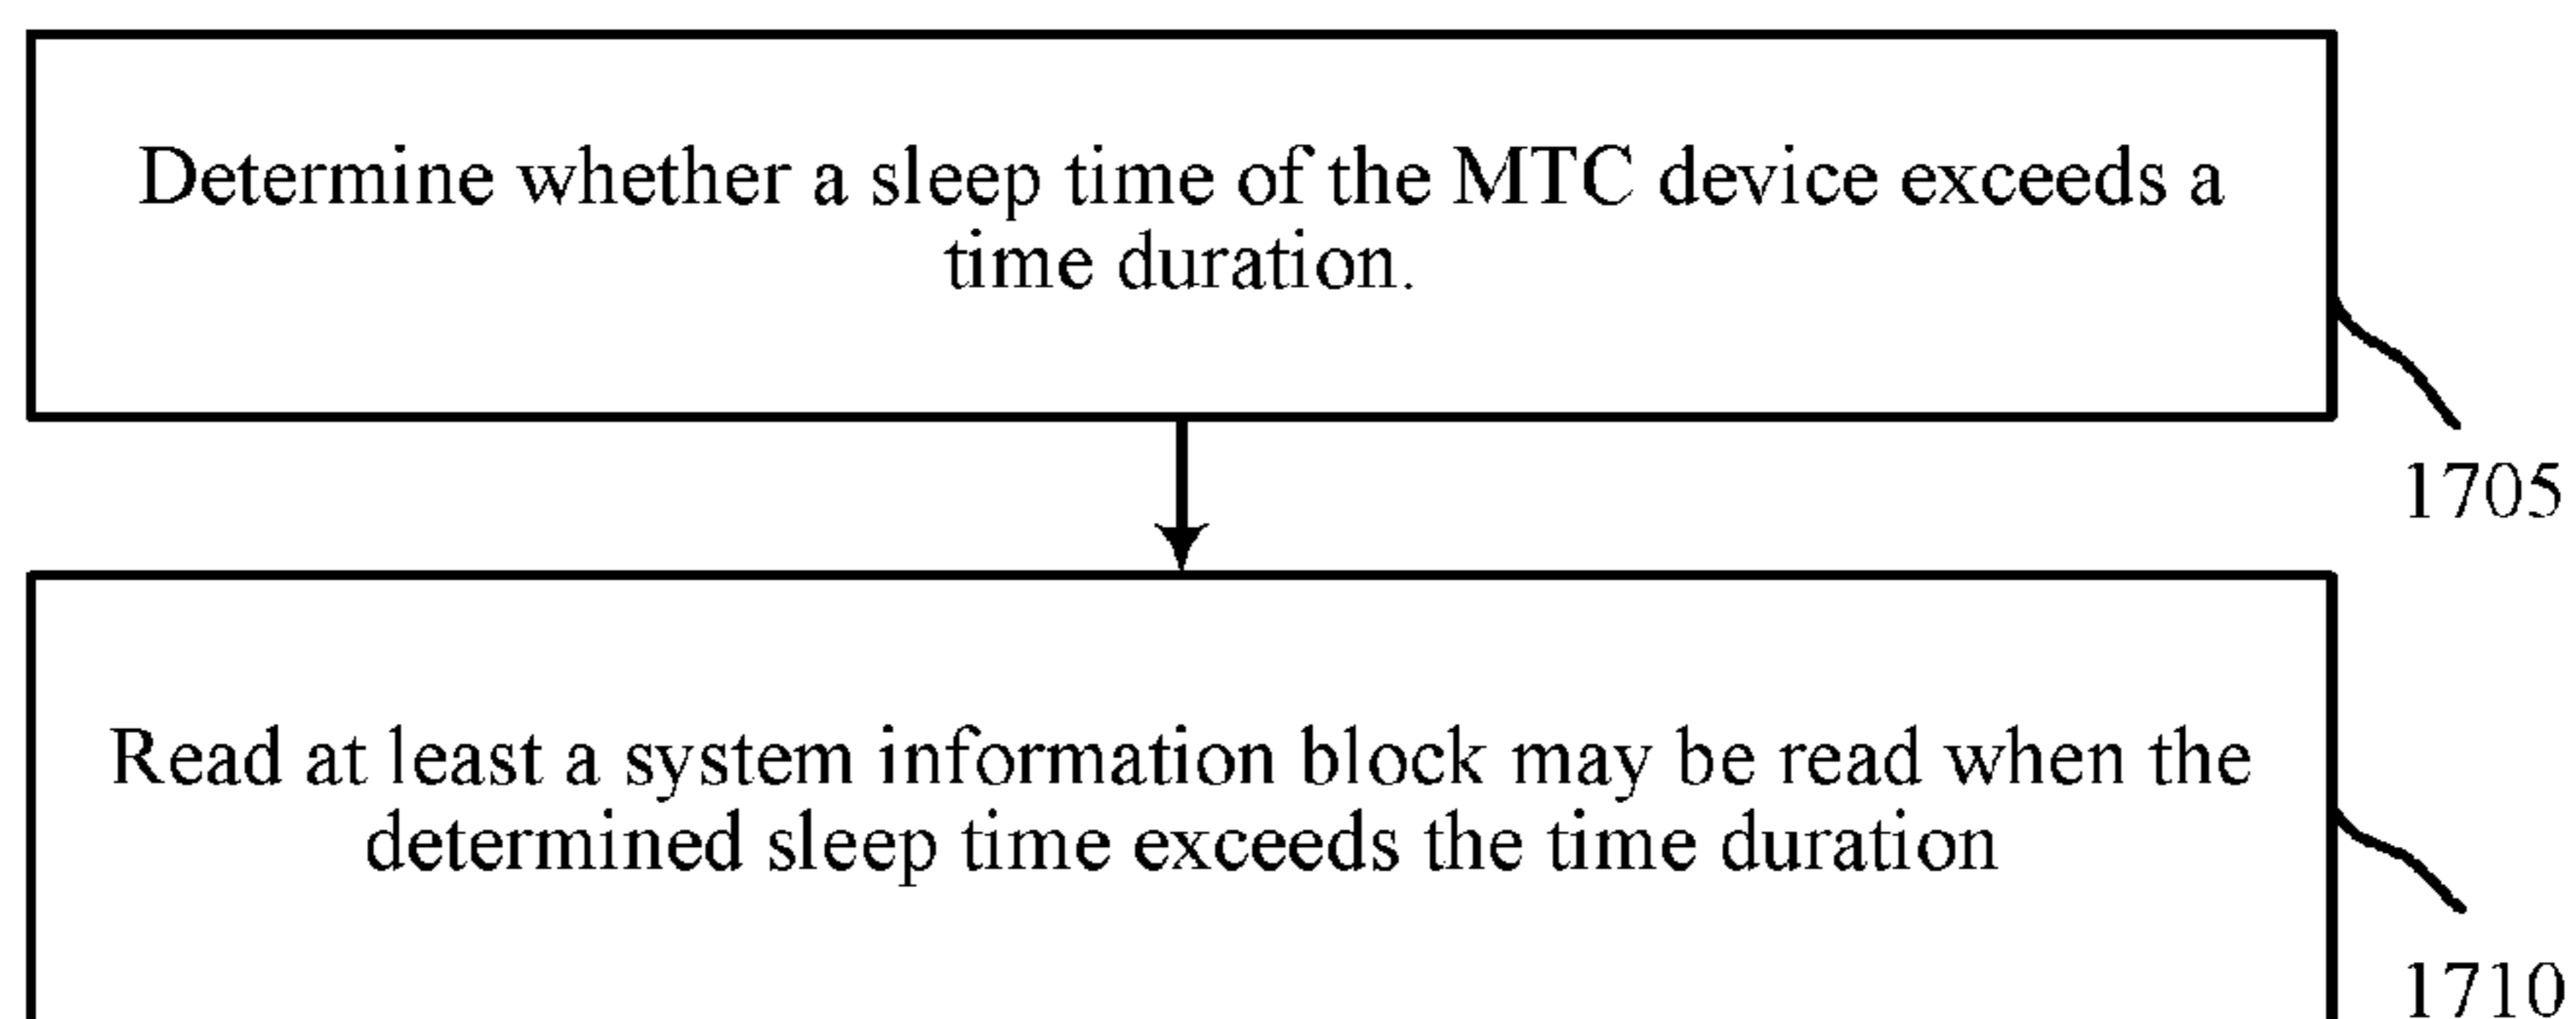 Determine whether a sleep time of the MTC device exceeds a
time duration.
1705
Read at least a system information block may be read when the
determined sleep time exceeds the time duration
1710